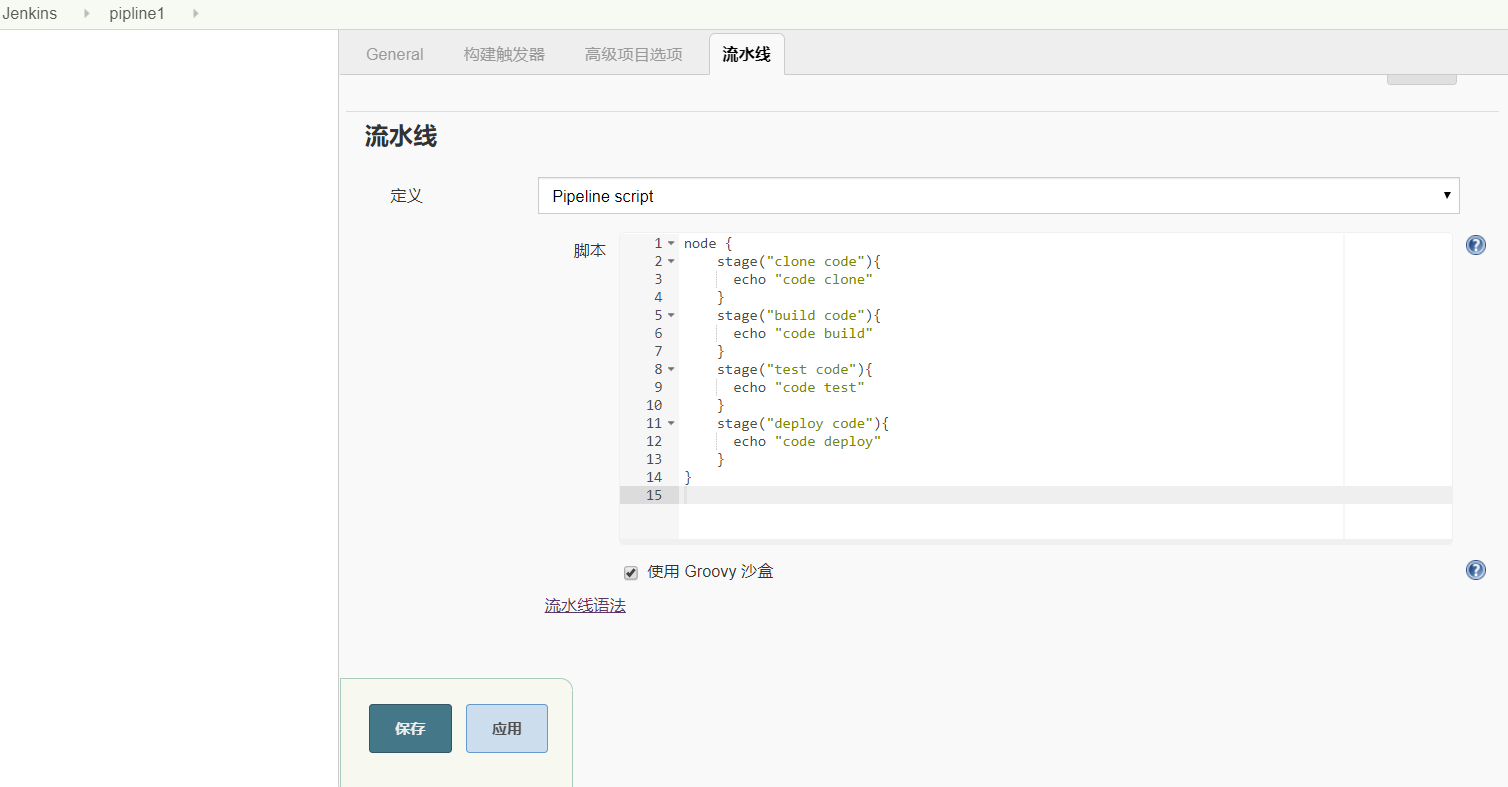 Jenkins pipline1
General 构建触发器 高级项目选项 流水线
流水线
定义 Pipeline script
脚本
1 node {
2     stage("clone code"){
3       echo "code clone"
4     }
5     stage("build code"){
6       echo "code build"
7     }
8     stage("test code"){
9       echo "code test"
10     }
11     stage("deploy code"){
12       echo "code deploy"
13     }
14 }
15
使用 Groovy 沙盒
流水线语法
保存 应用